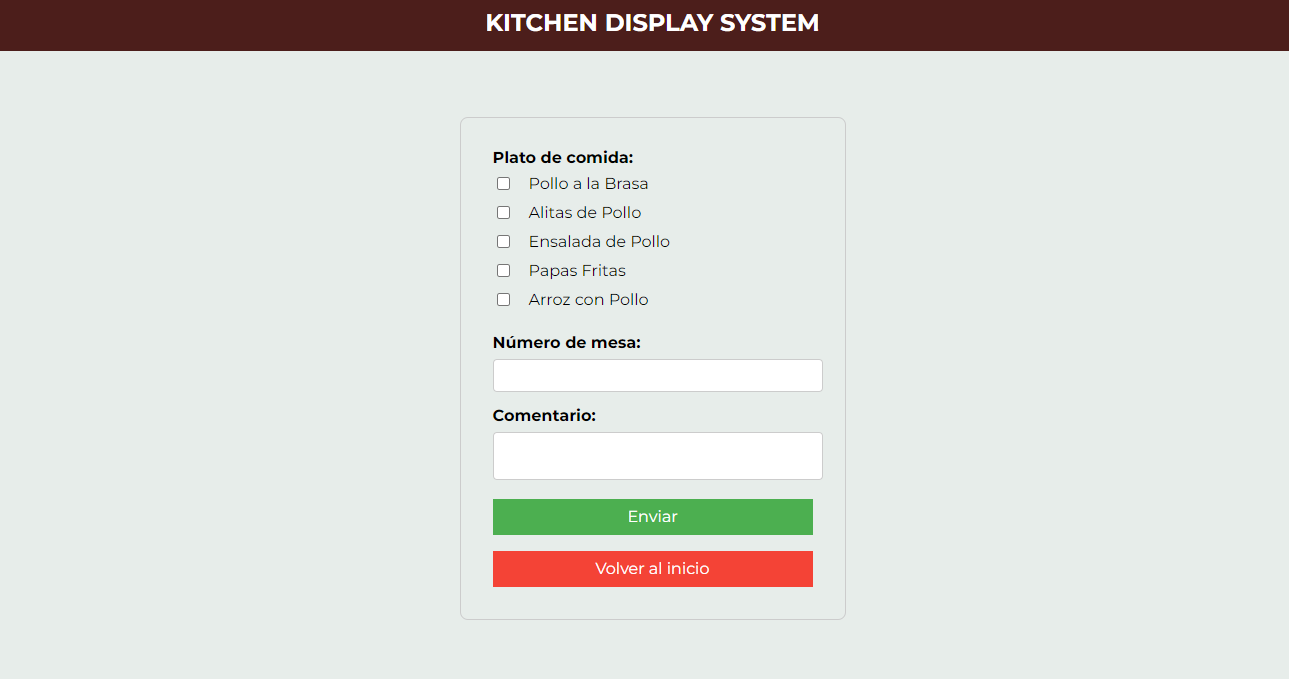 KITCHEN DISPLAY SYSTEM
Plato de comida:
Pollo a la Brasa
Alitas de Pollo
Ensalada de Pollo
Papas Fritas
Arroz con Pollo
Número de mesa:
Comentario:
Enviar
Volver al inicio